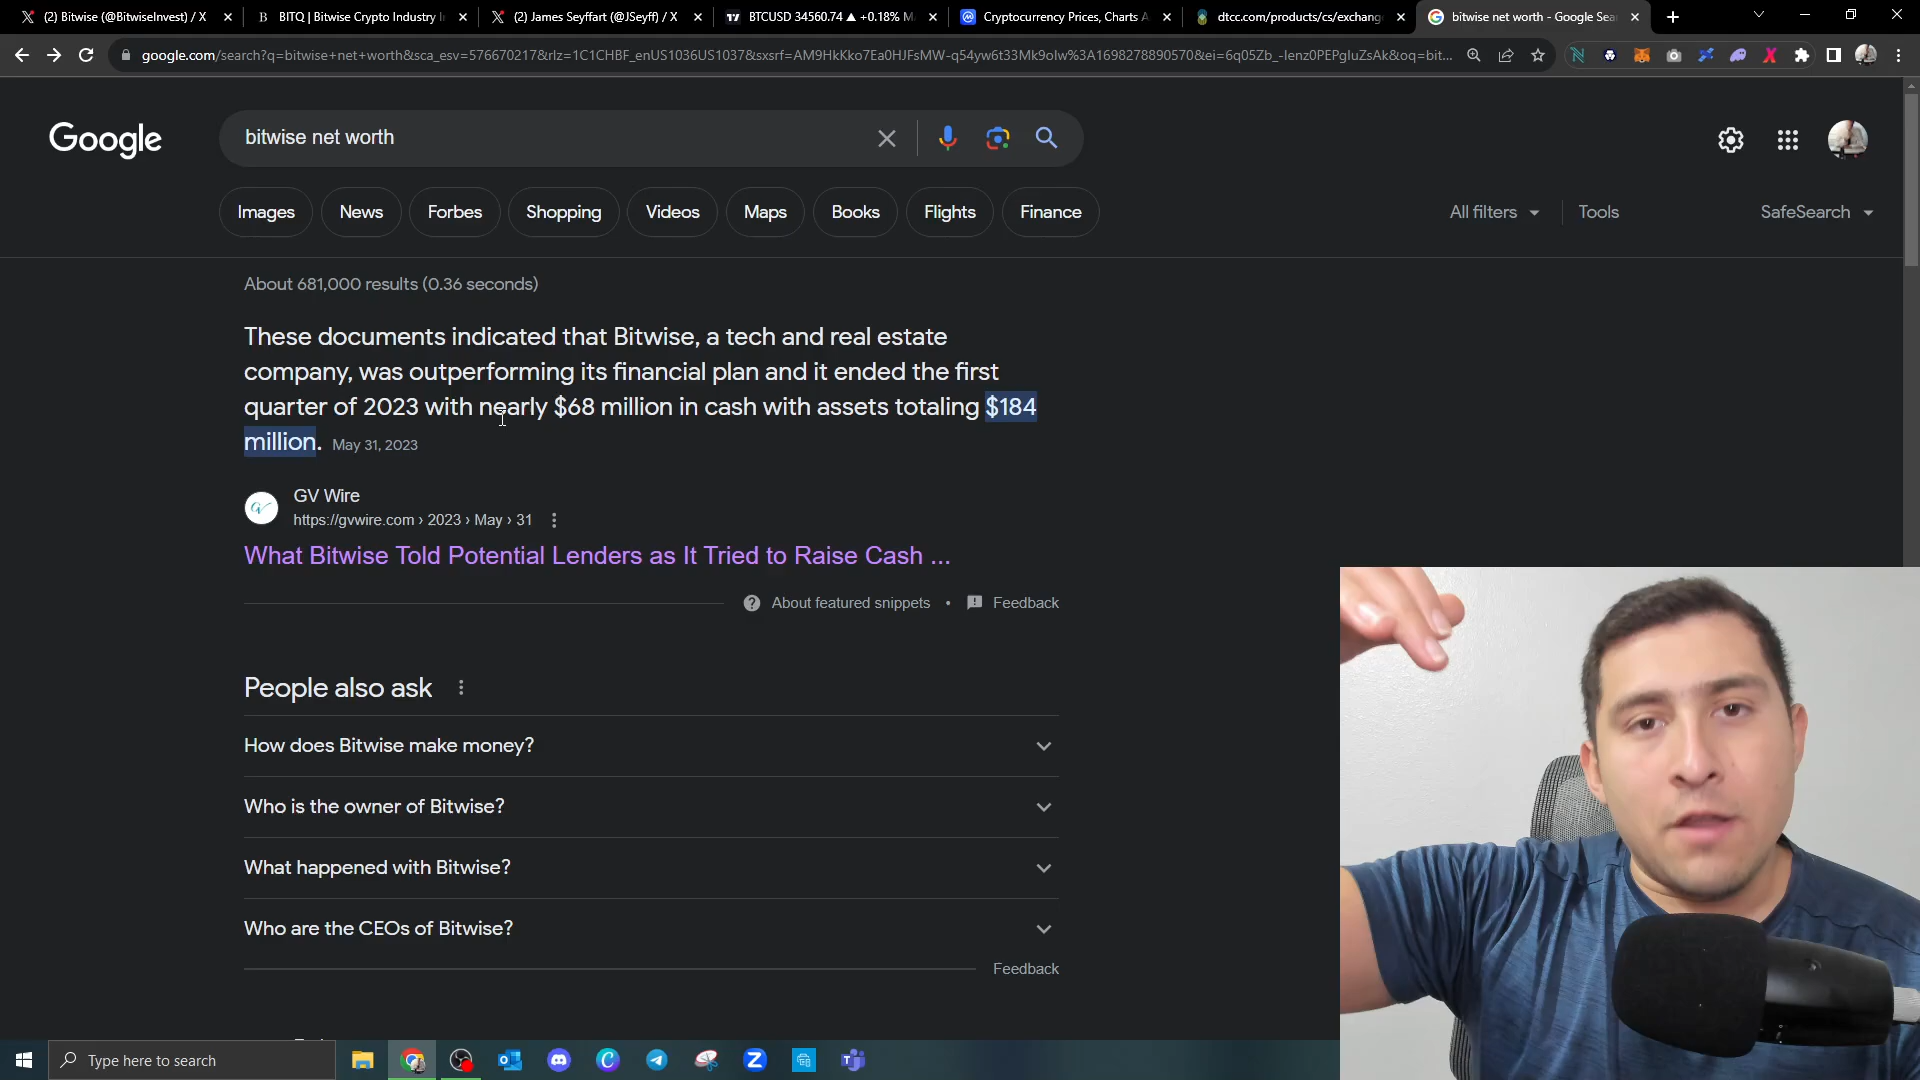 (2) Bitwise (@BitwiseInvest) / X
BITQ | Bitwise Crypto Industry I
(2) James Seyffart (@JSeyff) / X
BTCUSD 34560.74 ▲ +0.18% M
Cryptocurrency Prices, Charts A
dtcc.com/products/cs/exchang
bitwise net worth - Google Sea
google.com/search?q=bitwise+net+worth&sca_esv=576670217&rlz=1C1CHBF_enUS1036US1037&sxsrf=AM9HkKko7Ea0HJFsMW-q54yw6t33Mk9olw%3A1698278890570&ei=6q05Zb_-Ienz0PEPgIuZsAk&oq=bit...
Google
bitwise net worth
Images
News
Forbes
Shopping
Videos
Maps
Books
Flights
Finance
All filters
Tools
SafeSearch
About 681,000 results (0.36 seconds)
These documents indicated that Bitwise, a tech and real estate
company, was outperforming its financial plan and it ended the first
quarter of 2023 with nearly $68 million in cash with assets totaling $184
million. May 31, 2023
GV Wire
https://gvwire.com › 2023 › May › 31
What Bitwise Told Potential Lenders as It Tried to Raise Cash ...
About featured snippets • Feedback
People also ask
How does Bitwise make money?
Who is the owner of Bitwise?
What happened with Bitwise?
Who are the CEOs of Bitwise?
Feedback
Type here to search